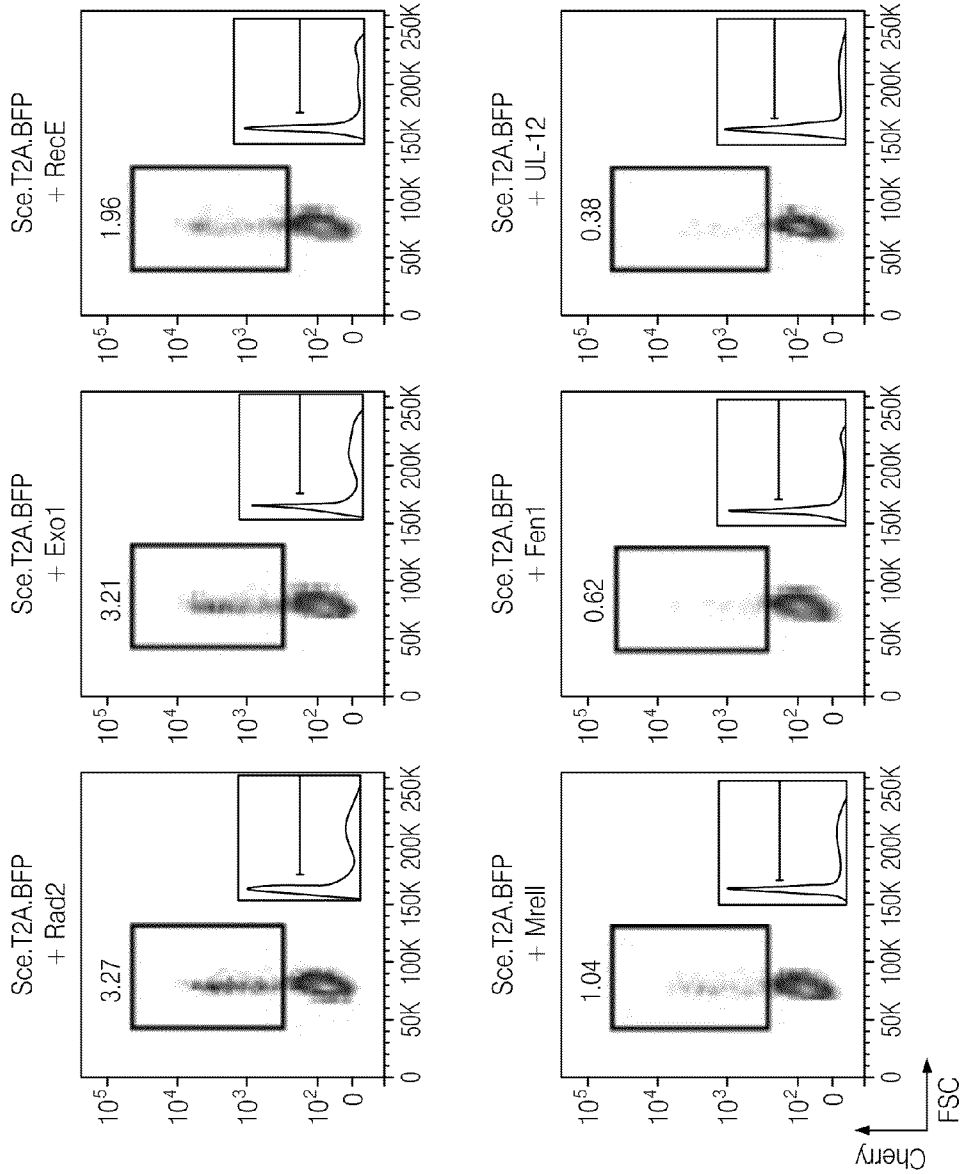 Sce.T2A.BFP
+ Rad2
3.27
10^5
10^4
10^3
10^2
0
0 50K 100K 150K 200K 250K
Sce.T2A.BFP
+ Exo1
3.21
10^5
10^4
10^3
10^2
0
0 50K 100K 150K 200K 250K
Sce.T2A.BFP
+ RecE
1.96
10^5
10^4
10^3
10^2
0
0 50K 100K 150K 200K 250K
Sce.T2A.BFP
+ Mrell
1.04
10^5
10^4
10^3
10^2
0
0 50K 100K 150K 200K 250K
Sce.T2A.BFP
+ Fen1
0.62
10^5
10^4
10^3
10^2
0
0 50K 100K 150K 200K 250K
Sce.T2A.BFP
+ UL-12
0.38
10^5
10^4
10^3
10^2
0
0 50K 100K 150K 200K 250K
Cherry
FSC